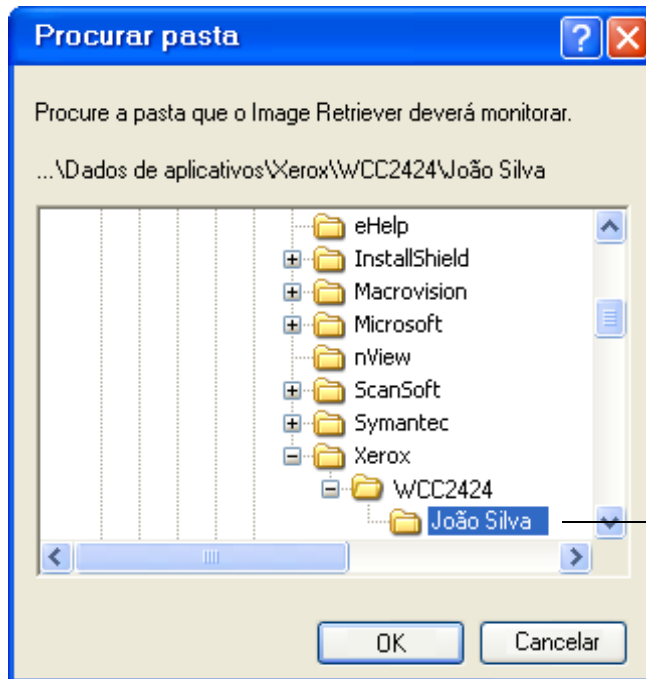 Procurar pasta
Procure a pasta que o Image Retriever deverá monitorar.
...\Dados de aplicativos\Xerox\WCC2424\João Silva
eHelp
InstallShield
Macrovision
Microsoft
nView
ScanSoft
Symantec
Xerox
WCC2424
João Silva
OK
Cancelar